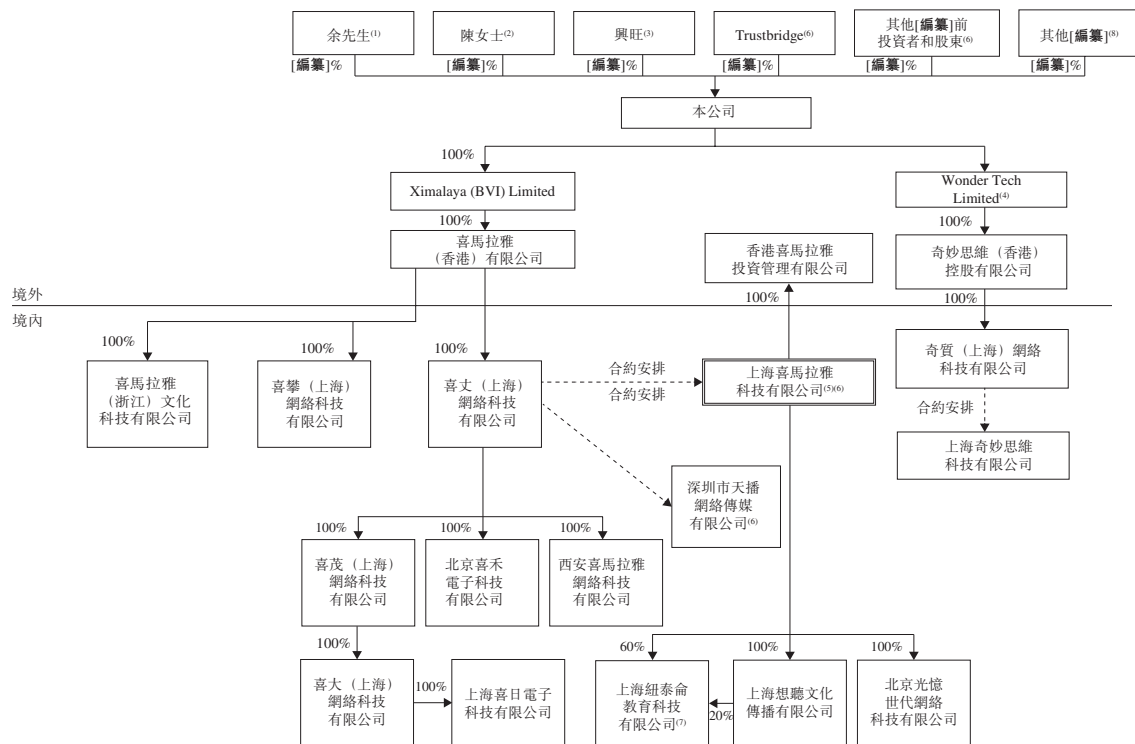 余先生(1)
陳女士(2)
興旺(3)
Trustbridge(6)
其他[編纂]前
投資者和股東(6)
其他[編纂](8)
[編纂]%
[編纂]%
[編纂]%
[編纂]%
[編纂]%
[編纂]%
本公司
100%
100%
Ximalaya (BVI) Limited
Wonder Tech
Limited(4)
100%
100%
喜馬拉雅
（香港）有限公司
香港喜馬拉雅
投資管理有限公司
奇妙思維（香港）
控股有限公司
境外
100%
100%
境內
100%
100%
100%
喜馬拉雅
（浙江）文化
科技有限公司
喜攀（上海）
網絡科技
有限公司
喜丈（上海）
網絡科技
有限公司
合約安排
合約安排
上海喜馬拉雅
科技有限公司(5)(6)
奇質（上海）網絡
科技有限公司
合約安排
上海奇妙思維
科技有限公司
深圳市天播
網絡傳媒
有限公司(6)
100%
100%
100%
喜茂（上海）
網絡科技
有限公司
北京喜禾
電子科技
有限公司
西安喜馬拉雅
網絡科技
有限公司
100%
60%
100%
100%
喜大（上海）
網絡科技
有限公司
100%
上海喜日電子
科技有限公司
上海紐泰侖
教育科技
有限公司(7)
20%
上海想聽文化
傳播有限公司
北京光憶
世代網絡
科技有限公司